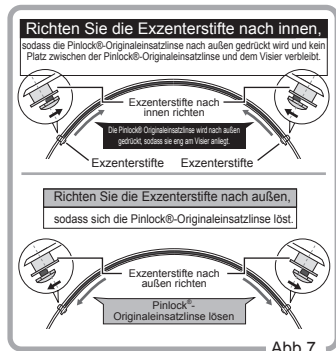 Richten Sie die Exzenterstifte nach innen,
sodass die Pinlock®-Originaleinsatzlinse nach außen gedrückt wird und kein
Platz zwischen der Pinlock®-Originaleinsatzlinse und dem Visier verbleibt.
Exzenterstifte nach
innen richten
Die Pinlock® Originaleinsatzlinse wird nach außen
gedrückt, sodass sie eng am Visier anliegt.
Exzenterstifte Exzenterstifte
Richten Sie die Exzenterstifte nach außen,
sodass sich die Pinlock®-Originaleinsatzlinse löst.
Exzenterstifte nach
außen richten
Pinlock®-
Originaleinsatzlinse lösen
Abb 7